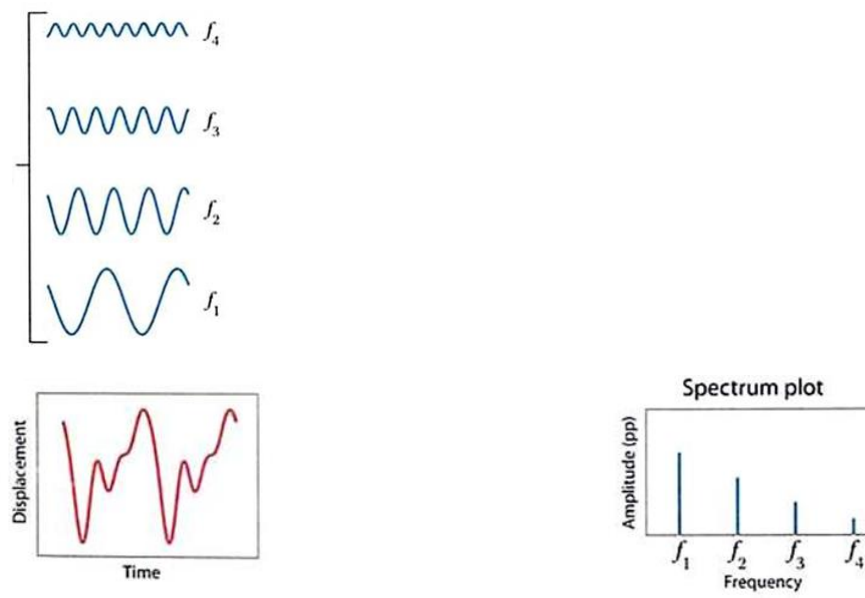 f4
f3
f2
f1
Displacement
Time
Spectrum plot
Amplitude (pp)
f1 f2 f3 f4
Frequency